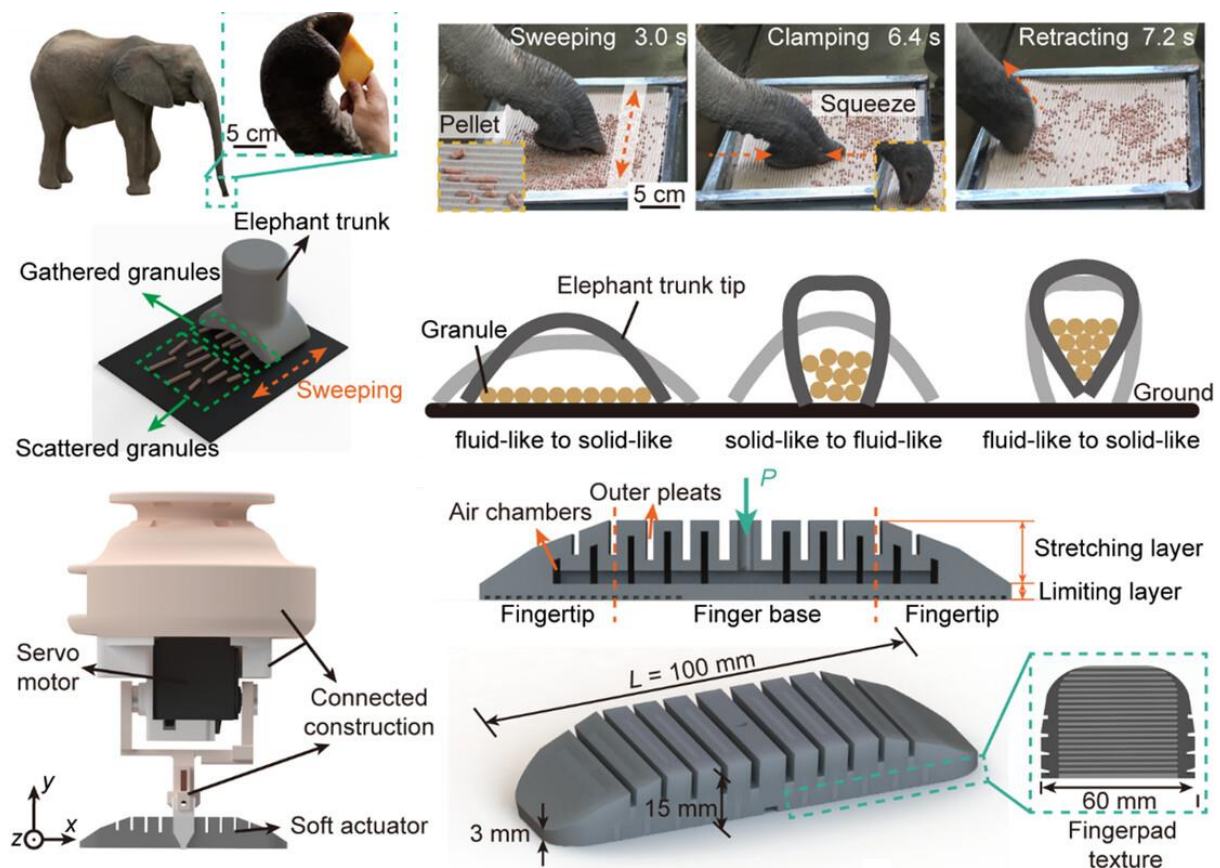 5 cm
Sweeping 3.0 s
Pellet
5 cm
Clamping 6.4 s
Squeeze
Retracting 7.2 s
Elephant trunk
Gathered granules
Sweeping
Scattered granules
Elephant trunk tip
Granule
Ground
fluid-like to solid-like
solid-like to fluid-like
fluid-like to solid-like
Servo
motor
Connected
construction
Soft actuator
y
z
x
P
Outer pleats
Air chambers
Stretching layer
Limiting layer
Fingertip
Finger base
Fingertip
L = 100 mm
15 mm
3 mm
60 mm
Fingerpad
texture